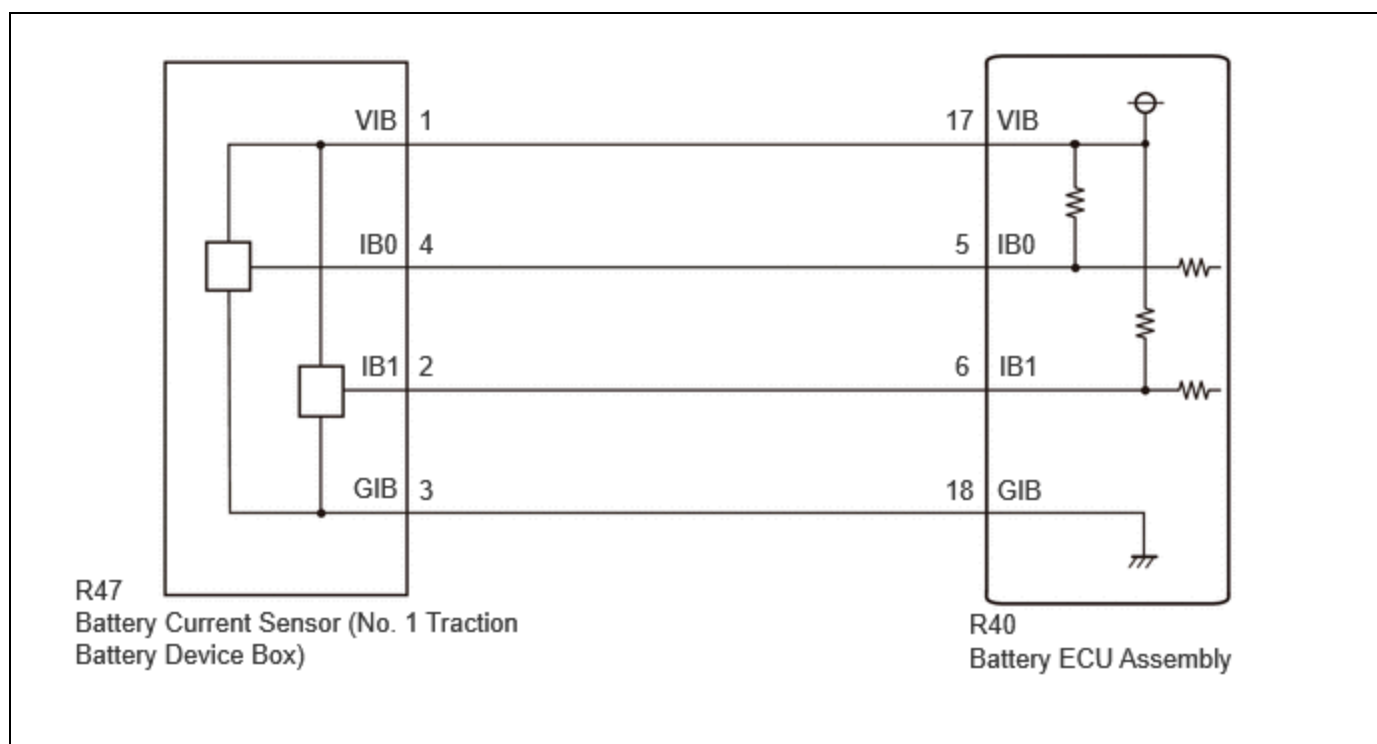 VIB 1 17 VIB
IB0 4 5 IB0
IB1 2 6 IB1
GIB 3 18 GIB
R47
Battery Current Sensor (No. 1 Traction
Battery Device Box)
R40
Battery ECU Assembly